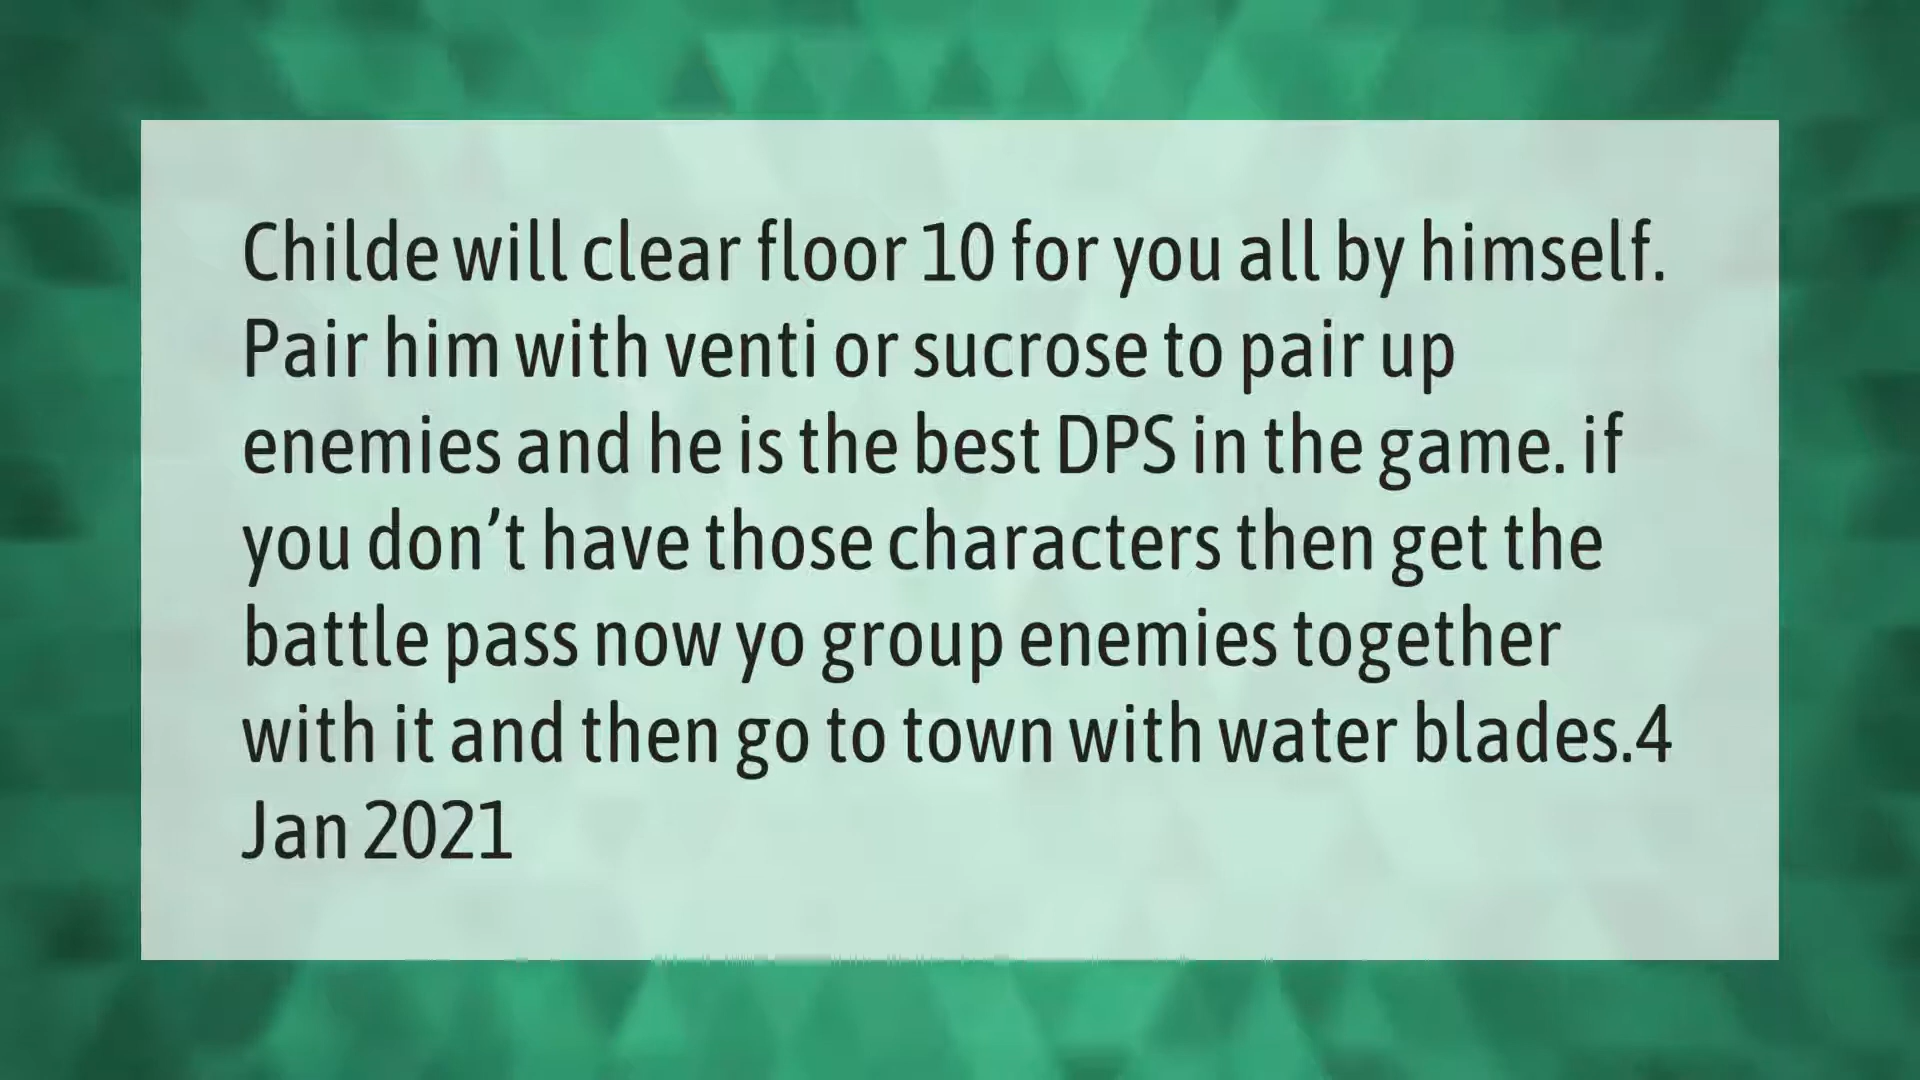 Childe will clear floor 10 for you all by himself.
Pair him with venti or sucrose to pair up
enemies and he is the best DPS in the game. if
you don’t have those characters then get the
battle pass now yo group enemies together
with it and then go to town with water blades.4
Jan 2021